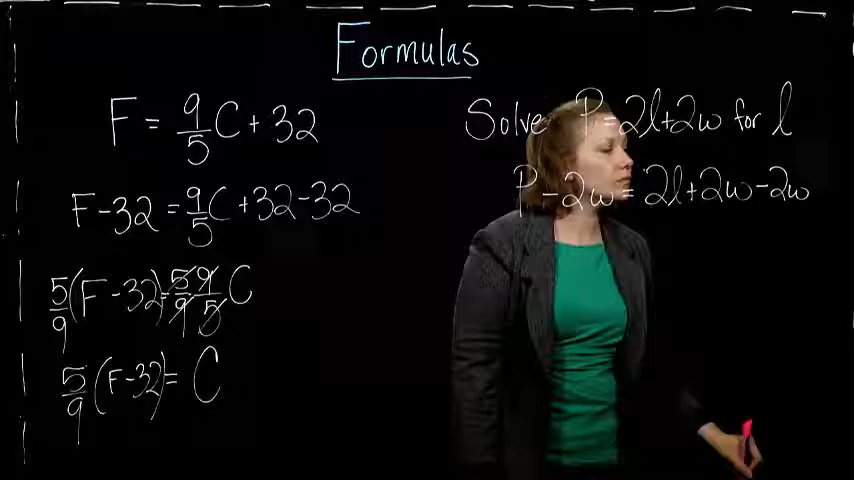 Formulas
F = 9/5 C + 32
F - 32 = 9/5 C + 32 - 32
5/9 (F - 32) = 5/9 9/5 C
5/9 (F - 32) = C
Solve P = 2l + 2w for l
P - 2w = 2l + 2w - 2w